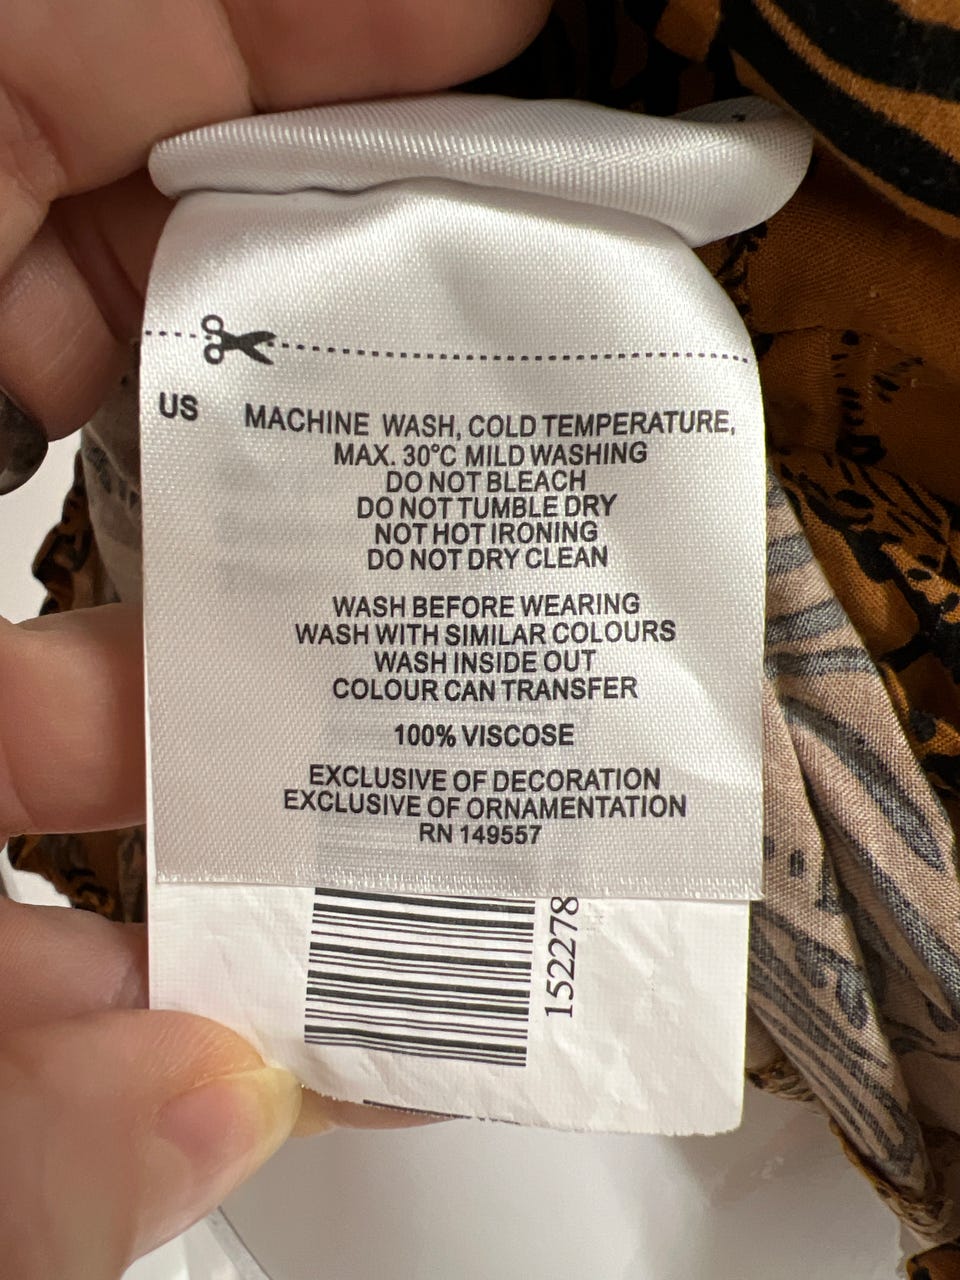 US MACHINE WASH, COLD TEMPERATURE,
MAX. 30°C MILD WASHING
DO NOT BLEACH
DO NOT TUMBLE DRY
NOT HOT IRONING
DO NOT DRY CLEAN
WASH BEFORE WEARING
WASH WITH SIMILAR COLOURS
WASH INSIDE OUT
COLOUR CAN TRANSFER
100% VISCOSE
EXCLUSIVE OF DECORATION
EXCLUSIVE OF ORNAMENTATION
RN 149557
152278